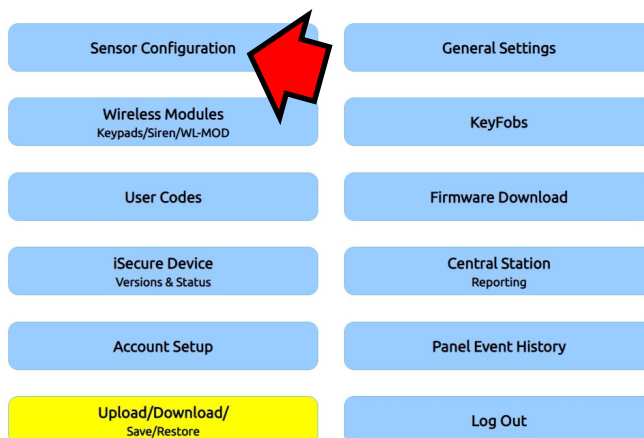 Sensor Configuration
General Settings
Wireless Modules
Keypads/Siren/WL-MOD
KeyFobs
User Codes
Firmware Download
iSecure Device
Versions & Status
Central Station
Reporting
Account Setup
Panel Event History
Upload/Download/
Save/Restore
Log Out